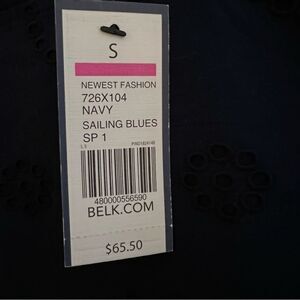 S
NEWEST FASHION
726X104
NAVY
SAILING BLUES
SP 1
480000556590
BELK.COM
$65.50